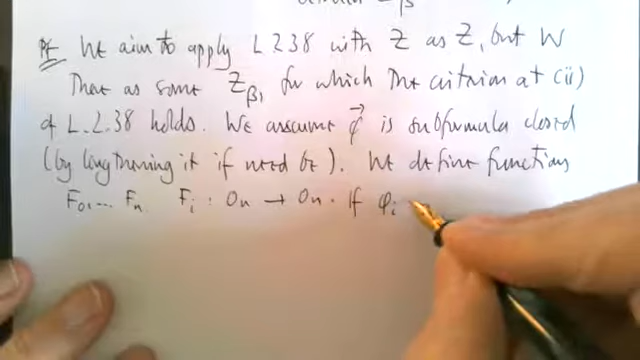 Pf We aim to apply L 2.38 with Z as Z, but W
There as some Z_β, for which the criterion at (ii)
of L.2.38 holds. We assume φ⃗ is subformula closed
(by lengthening it if need be). We define functions
F₀,... Fₙ. Fᵢ : On → On. If φᵢ